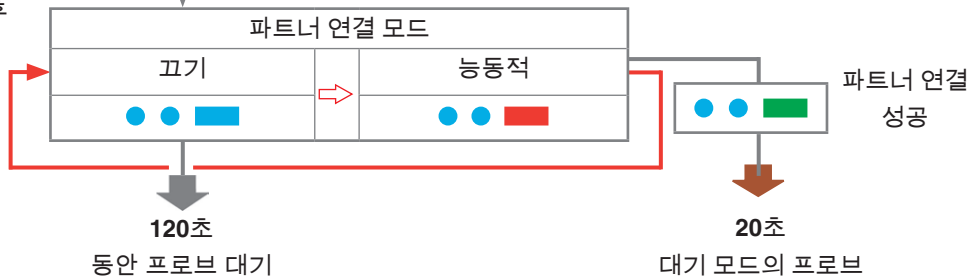 파트너 연결 모드
끄기
능동적
파트너 연결
성공
120초
동안 프로브 대기
20초
대기 모드의 프로브